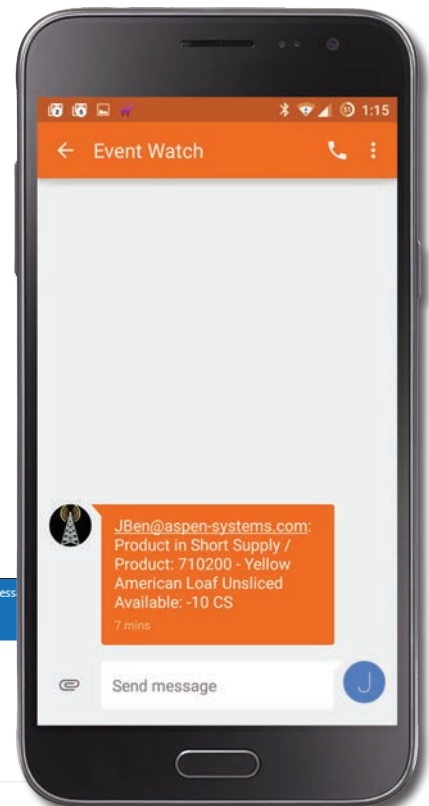 31 1:15
Event Watch
JBen@aspen-systems.com:
Product in Short Supply /
Product: 710200 - Yellow
American Loaf Unsliced
Available: -10 CS
7 mins
Send message
J